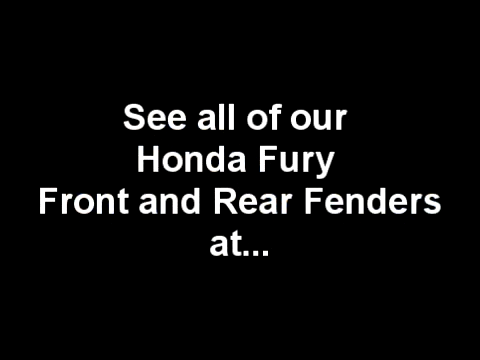 See all of our
Honda Fury
Front and Rear Fenders
at...